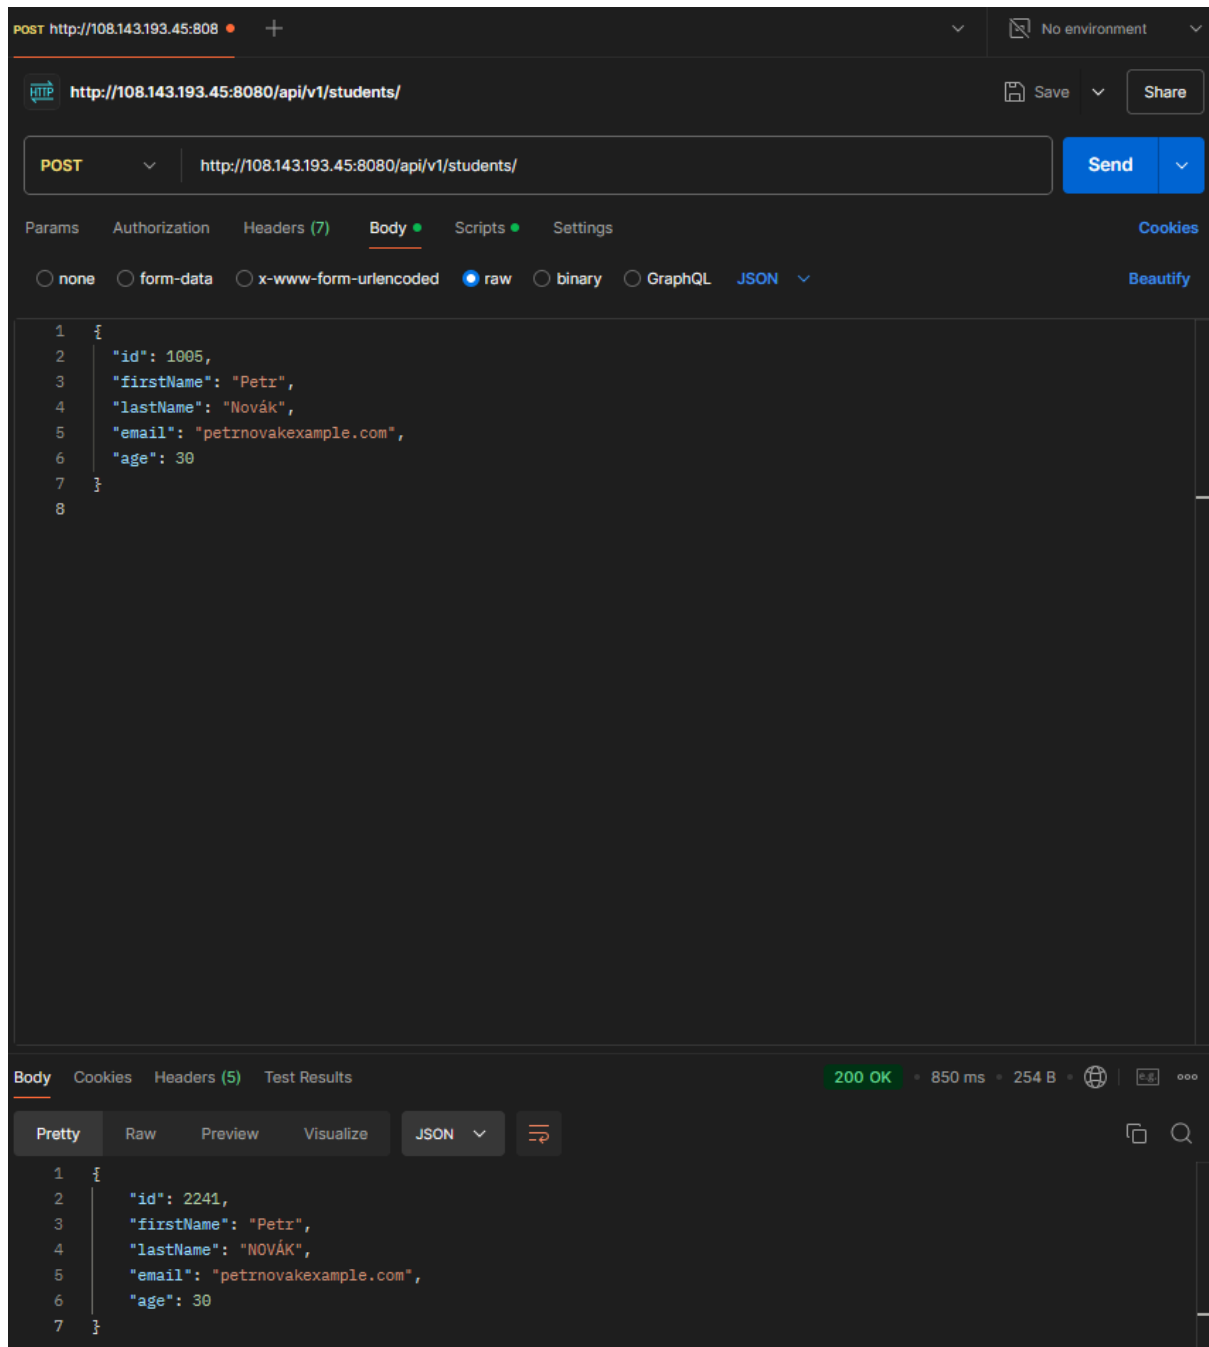 POST http://108.143.193.45:808
No environment
HTTP http://108.143.193.45:8080/api/v1/students/
Save
Share
POST http://108.143.193.45:8080/api/v1/students/
Send
Params Authorization Headers (7) Body Scripts Settings Cookies
none form-data x-www-form-urlencoded raw binary GraphQL JSON Beautify
1 {
2 "id": 1005,
3 "firstName": "Petr",
4 "lastName": "Novák",
5 "email": "petrnovakexample.com",
6 "age": 30
7 }
8
Body Cookies Headers (5) Test Results 200 OK 850 ms 254 B e.g.
Pretty Raw Preview Visualize JSON
1 {
2 "id": 2241,
3 "firstName": "Petr",
4 "lastName": "NOVÁK",
5 "email": "petrnovakexample.com",
6 "age": 30
7 }